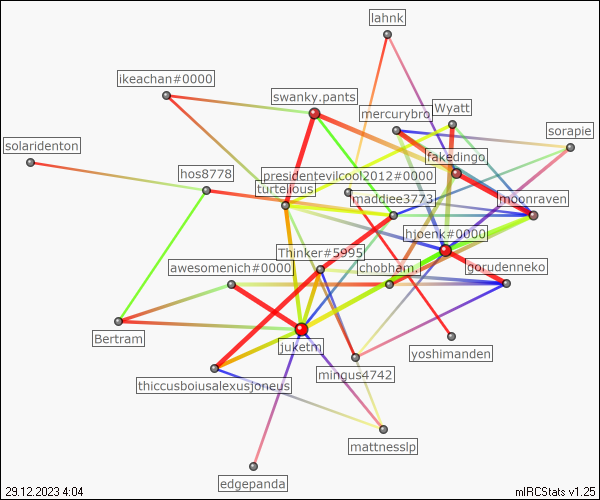 lahnk
ikeachan#0000
swanky.pants
mercurybro
Wyatt
sorapie
solaridenton
fakedingo
hos8778
presidentevilcool2012#0000
turtelious
maddiee3773
moonraven
hjoenk#0000
Thinker#5995
awesomenich#0000
chobham.
gocudenneko
Bertram
juketm
yoshimanden
mingus4742
thiccusboiusalexusjoneus
mattnesslp
edgepanda
29.12.2023 4:04
mIRCStats v1.25